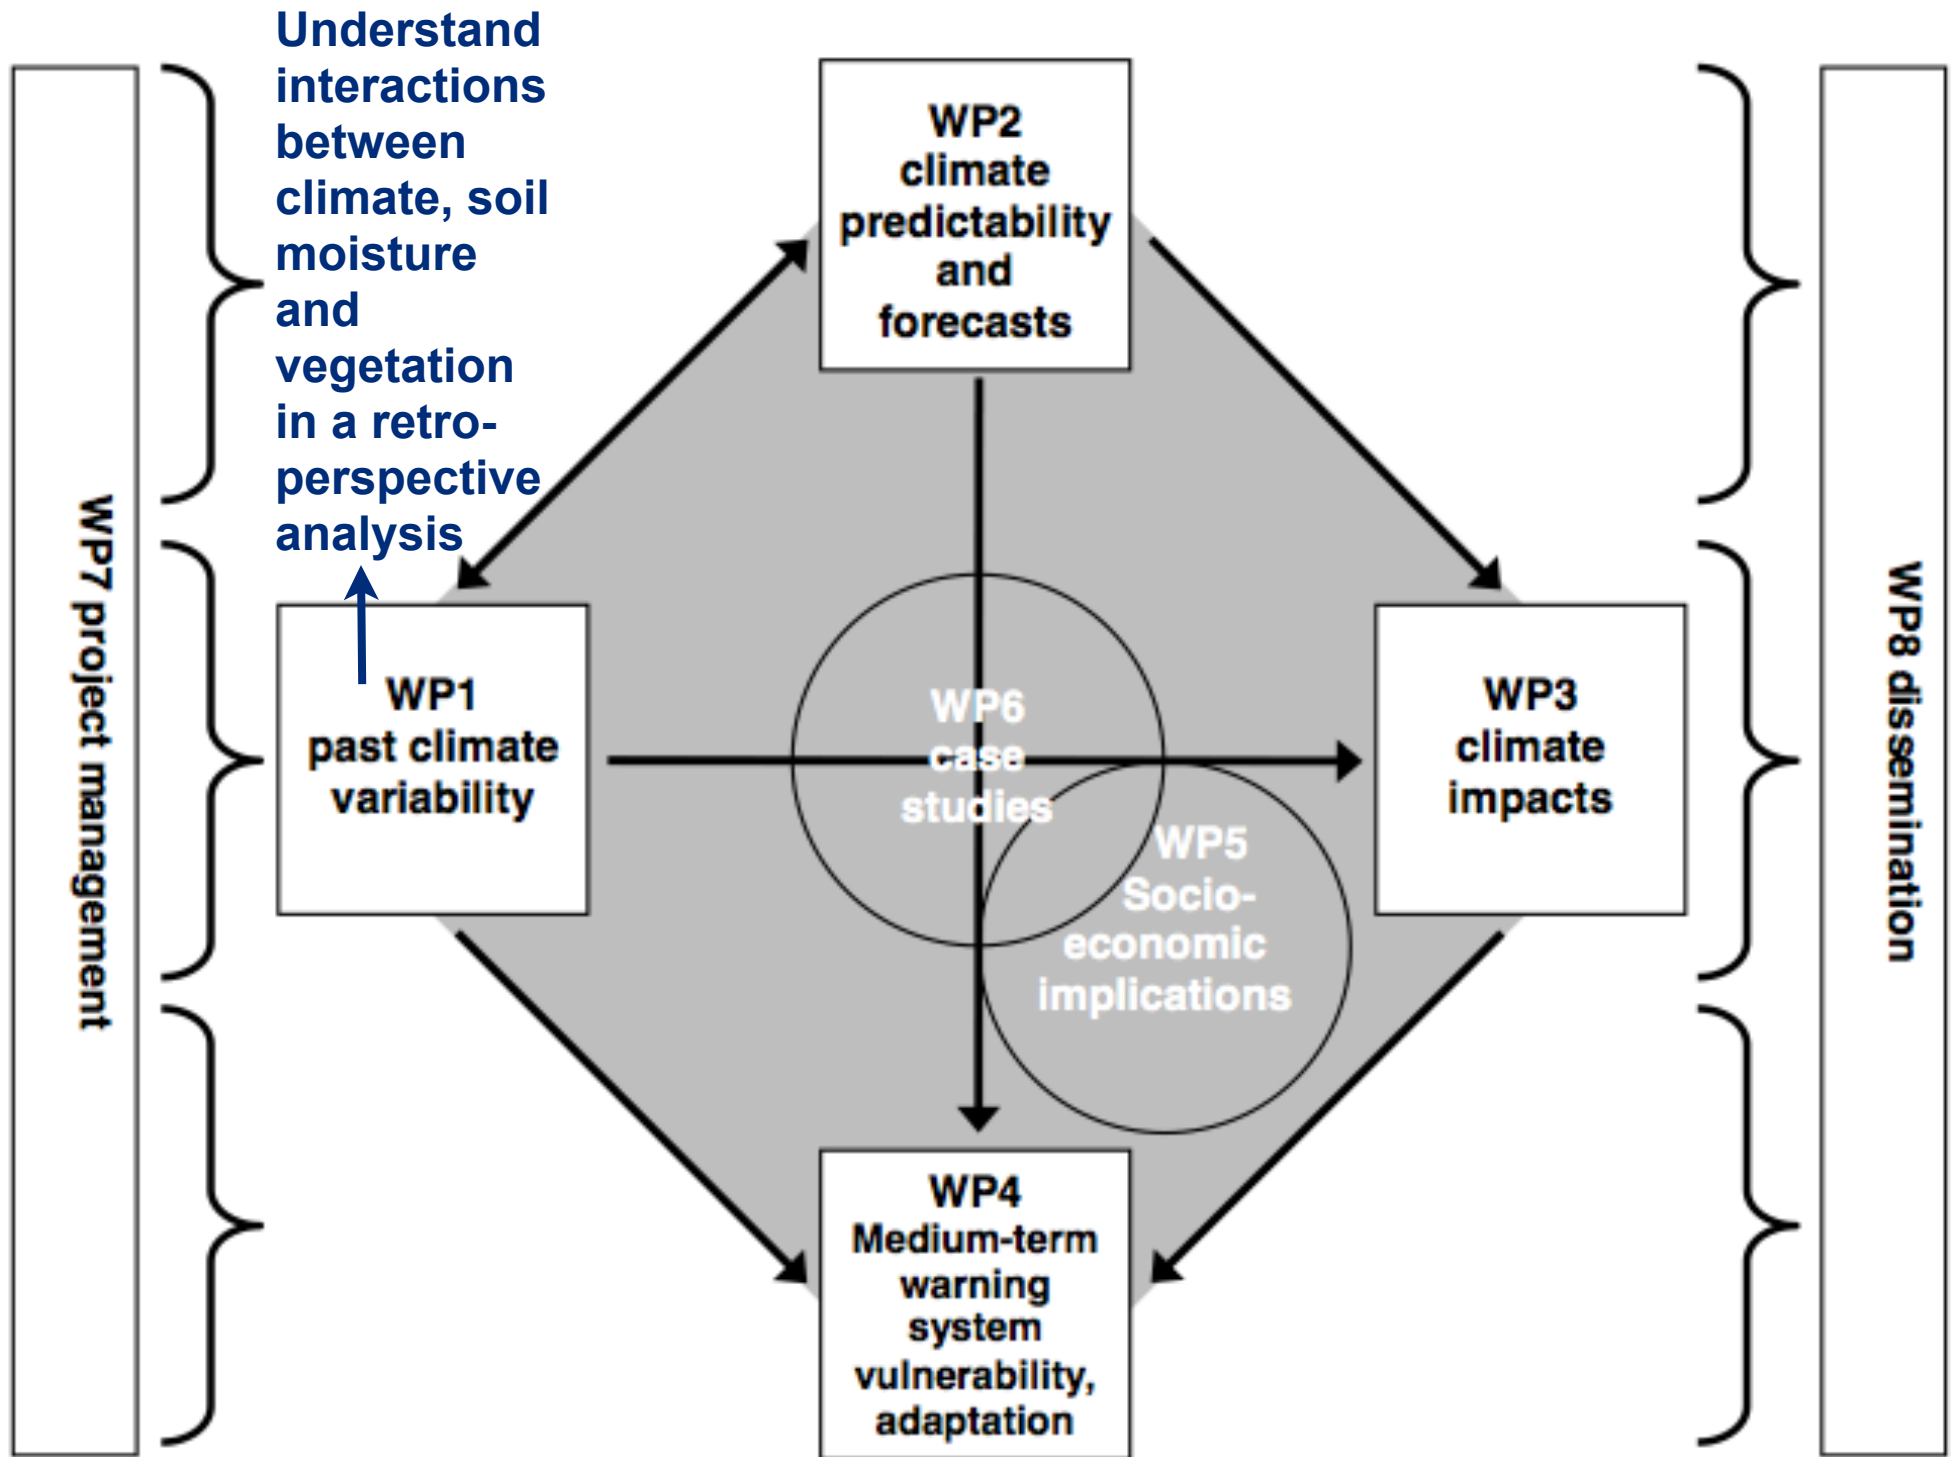 Understand
interactions
between
climate, soil
moisture
and
vegetation
in a retro-
perspective
analysis
WP2
climate
predictability
and
forecasts
WP7 project management
WP1
past climate
variability
WP6
case
studies
WP5
Socio-
economic
implications
WP3
climate
impacts
WP8 dissemination
WP4
Medium-term
warning
system
vulnerability,
adaptation